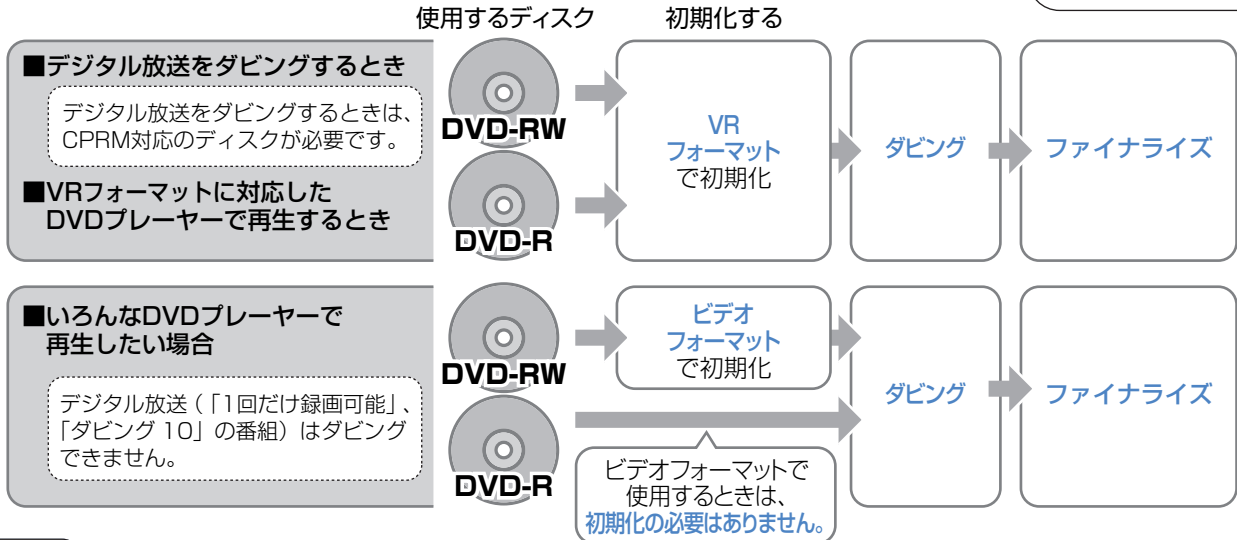 使用するディスク
初期化する
■デジタル放送をダビングするとき
デジタル放送をダビングするときは、
CPRM対応のディスクが必要です。
■VRフォーマットに対応した
DVDプレーヤーで再生するとき
DVD-RW
DVD-R
VR
フォーマット
で初期化
ダビング
ファイナライズ
■いろんなDVDプレーヤーで
再生したい場合
デジタル放送(「1回だけ録画可能」、
「ダビング 10」の番組)はダビング
できません。
DVD-RW
DVD-R
ビデオ
フォーマット
で初期化
ビデオフォーマットで
使用するときは、
初期化の必要はありません。
ダビング
ファイナライズ